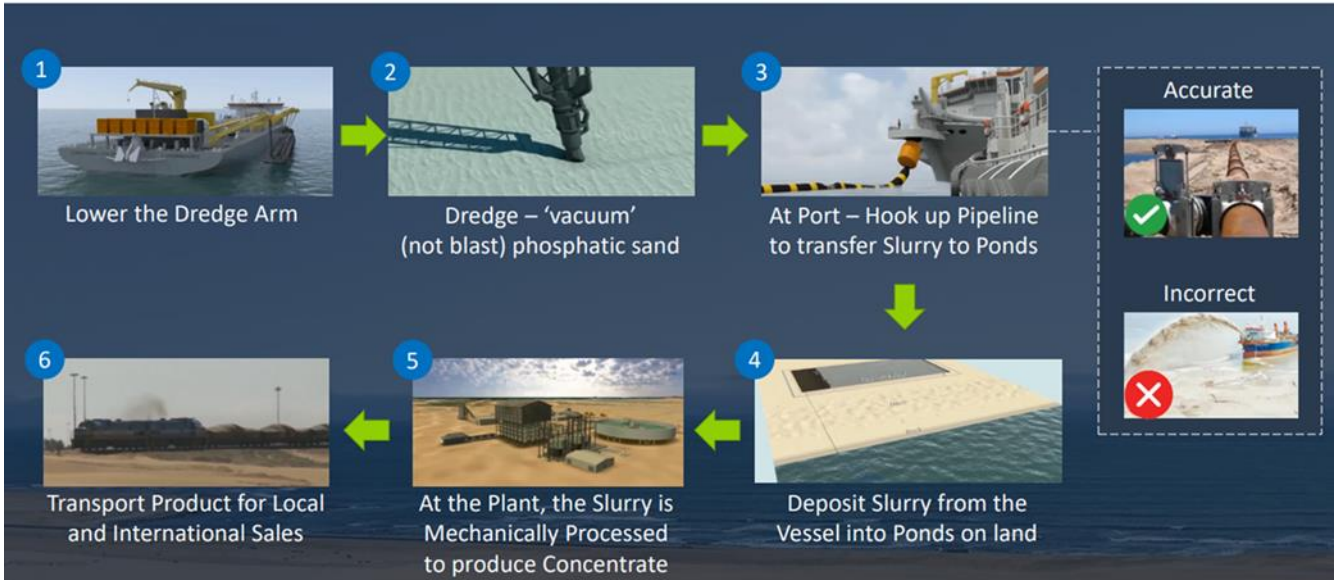 1
Lower the Dredge Arm
2
Dredge – ‘vacuum’
(not blast) phosphatic sand
3
At Port – Hook up Pipeline
to transfer Slurry to Ponds
Accurate
Incorrect
4
Deposit Slurry from the
Vessel into Ponds on land
5
At the Plant, the Slurry is
Mechanically Processed
to produce Concentrate
6
Transport Product for Local
and International Sales